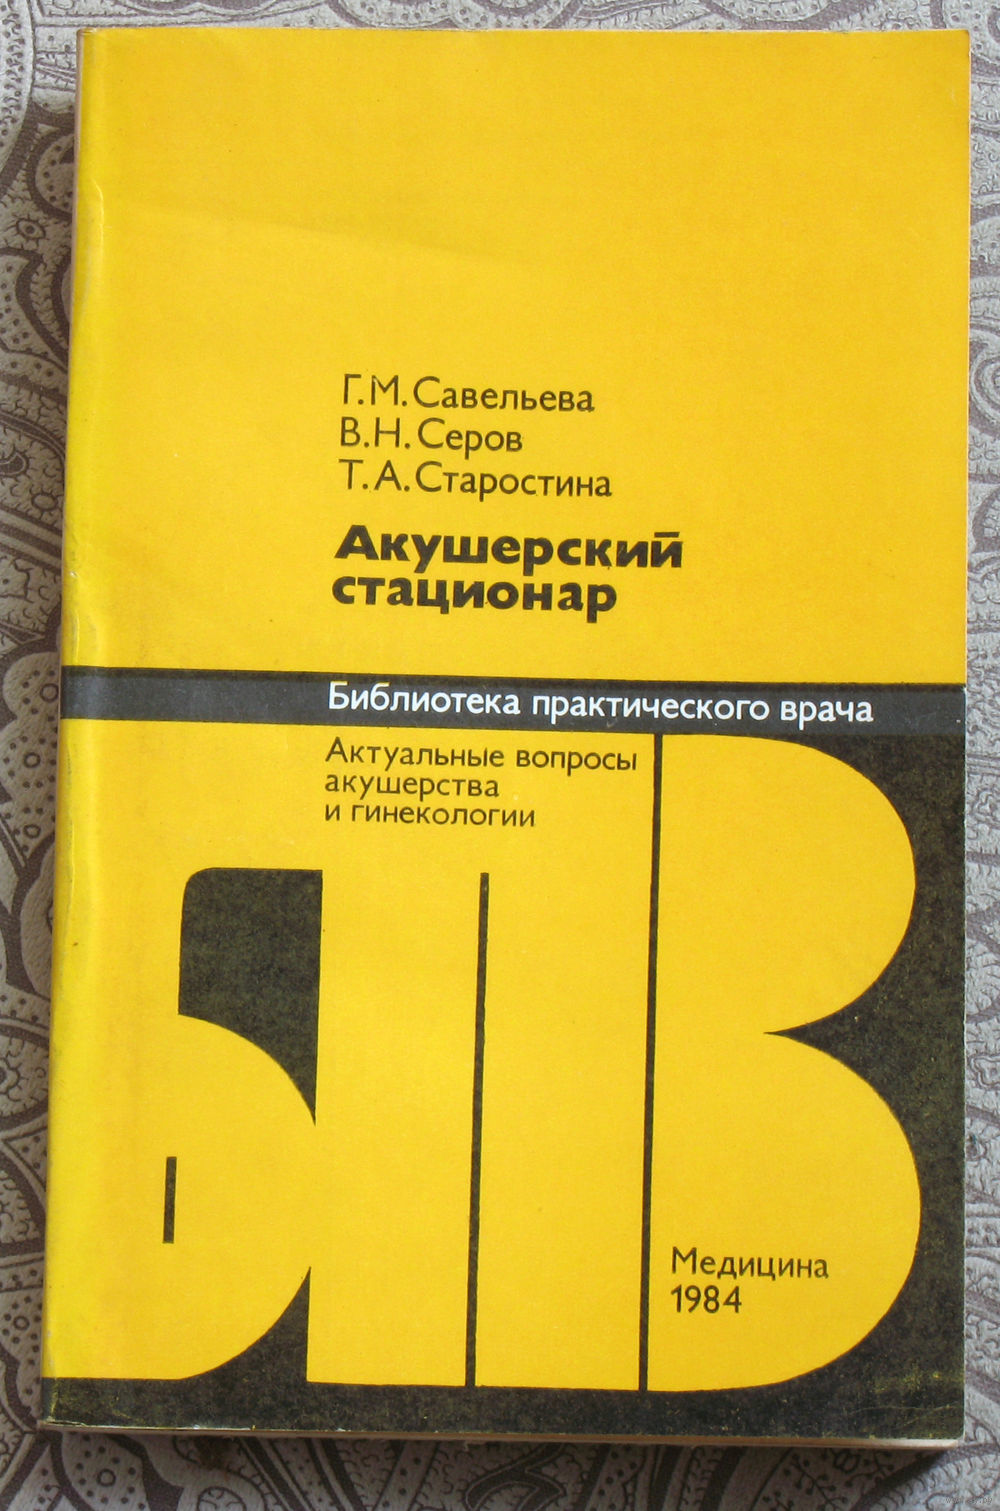 Г.М.Савельева
В.Н.Серов
Т.А.Старостина
Акушерский
стационар
Библиотека практического врача
Актуальные вопросы
акушерства
и гинекологии
БПВ
Медицина
1984